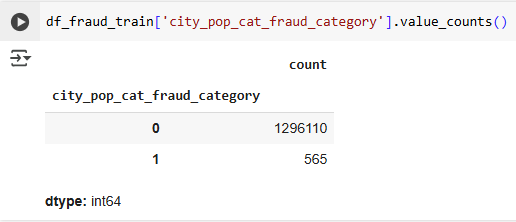 df_fraud_train['city_pop_cat_fraud_category'].value_counts()
count
city_pop_cat_fraud_category
0 1296110
1 565
dtype: int64